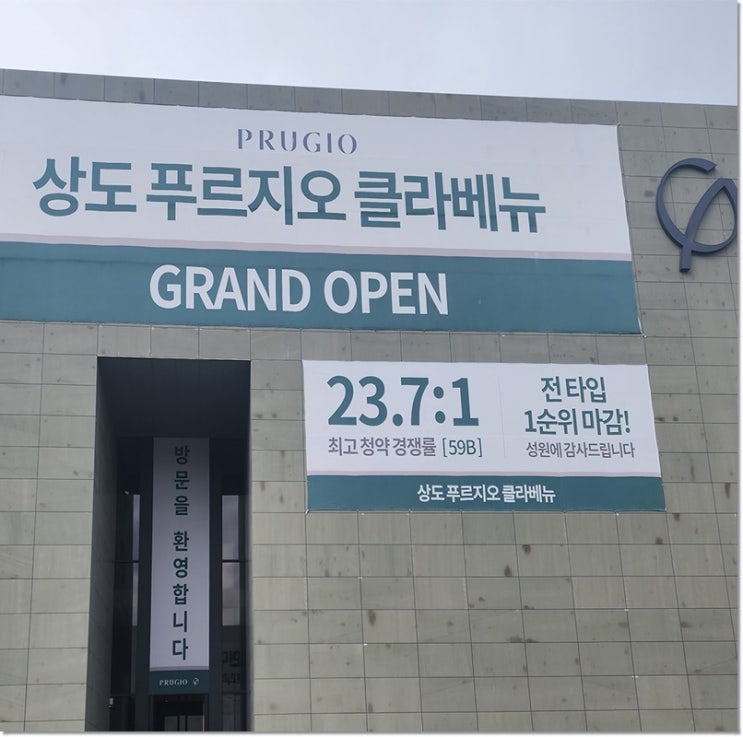 PRUGIO
상도 푸르지오 클라베뉴
GRAND OPEN
23.7:1
최고 청약 경쟁률 [59B]
전 타입
1순위 마감!
성원에 감사드립니다
상도 푸르지오 클라베뉴
방문을 환영합니다
PRUGIO